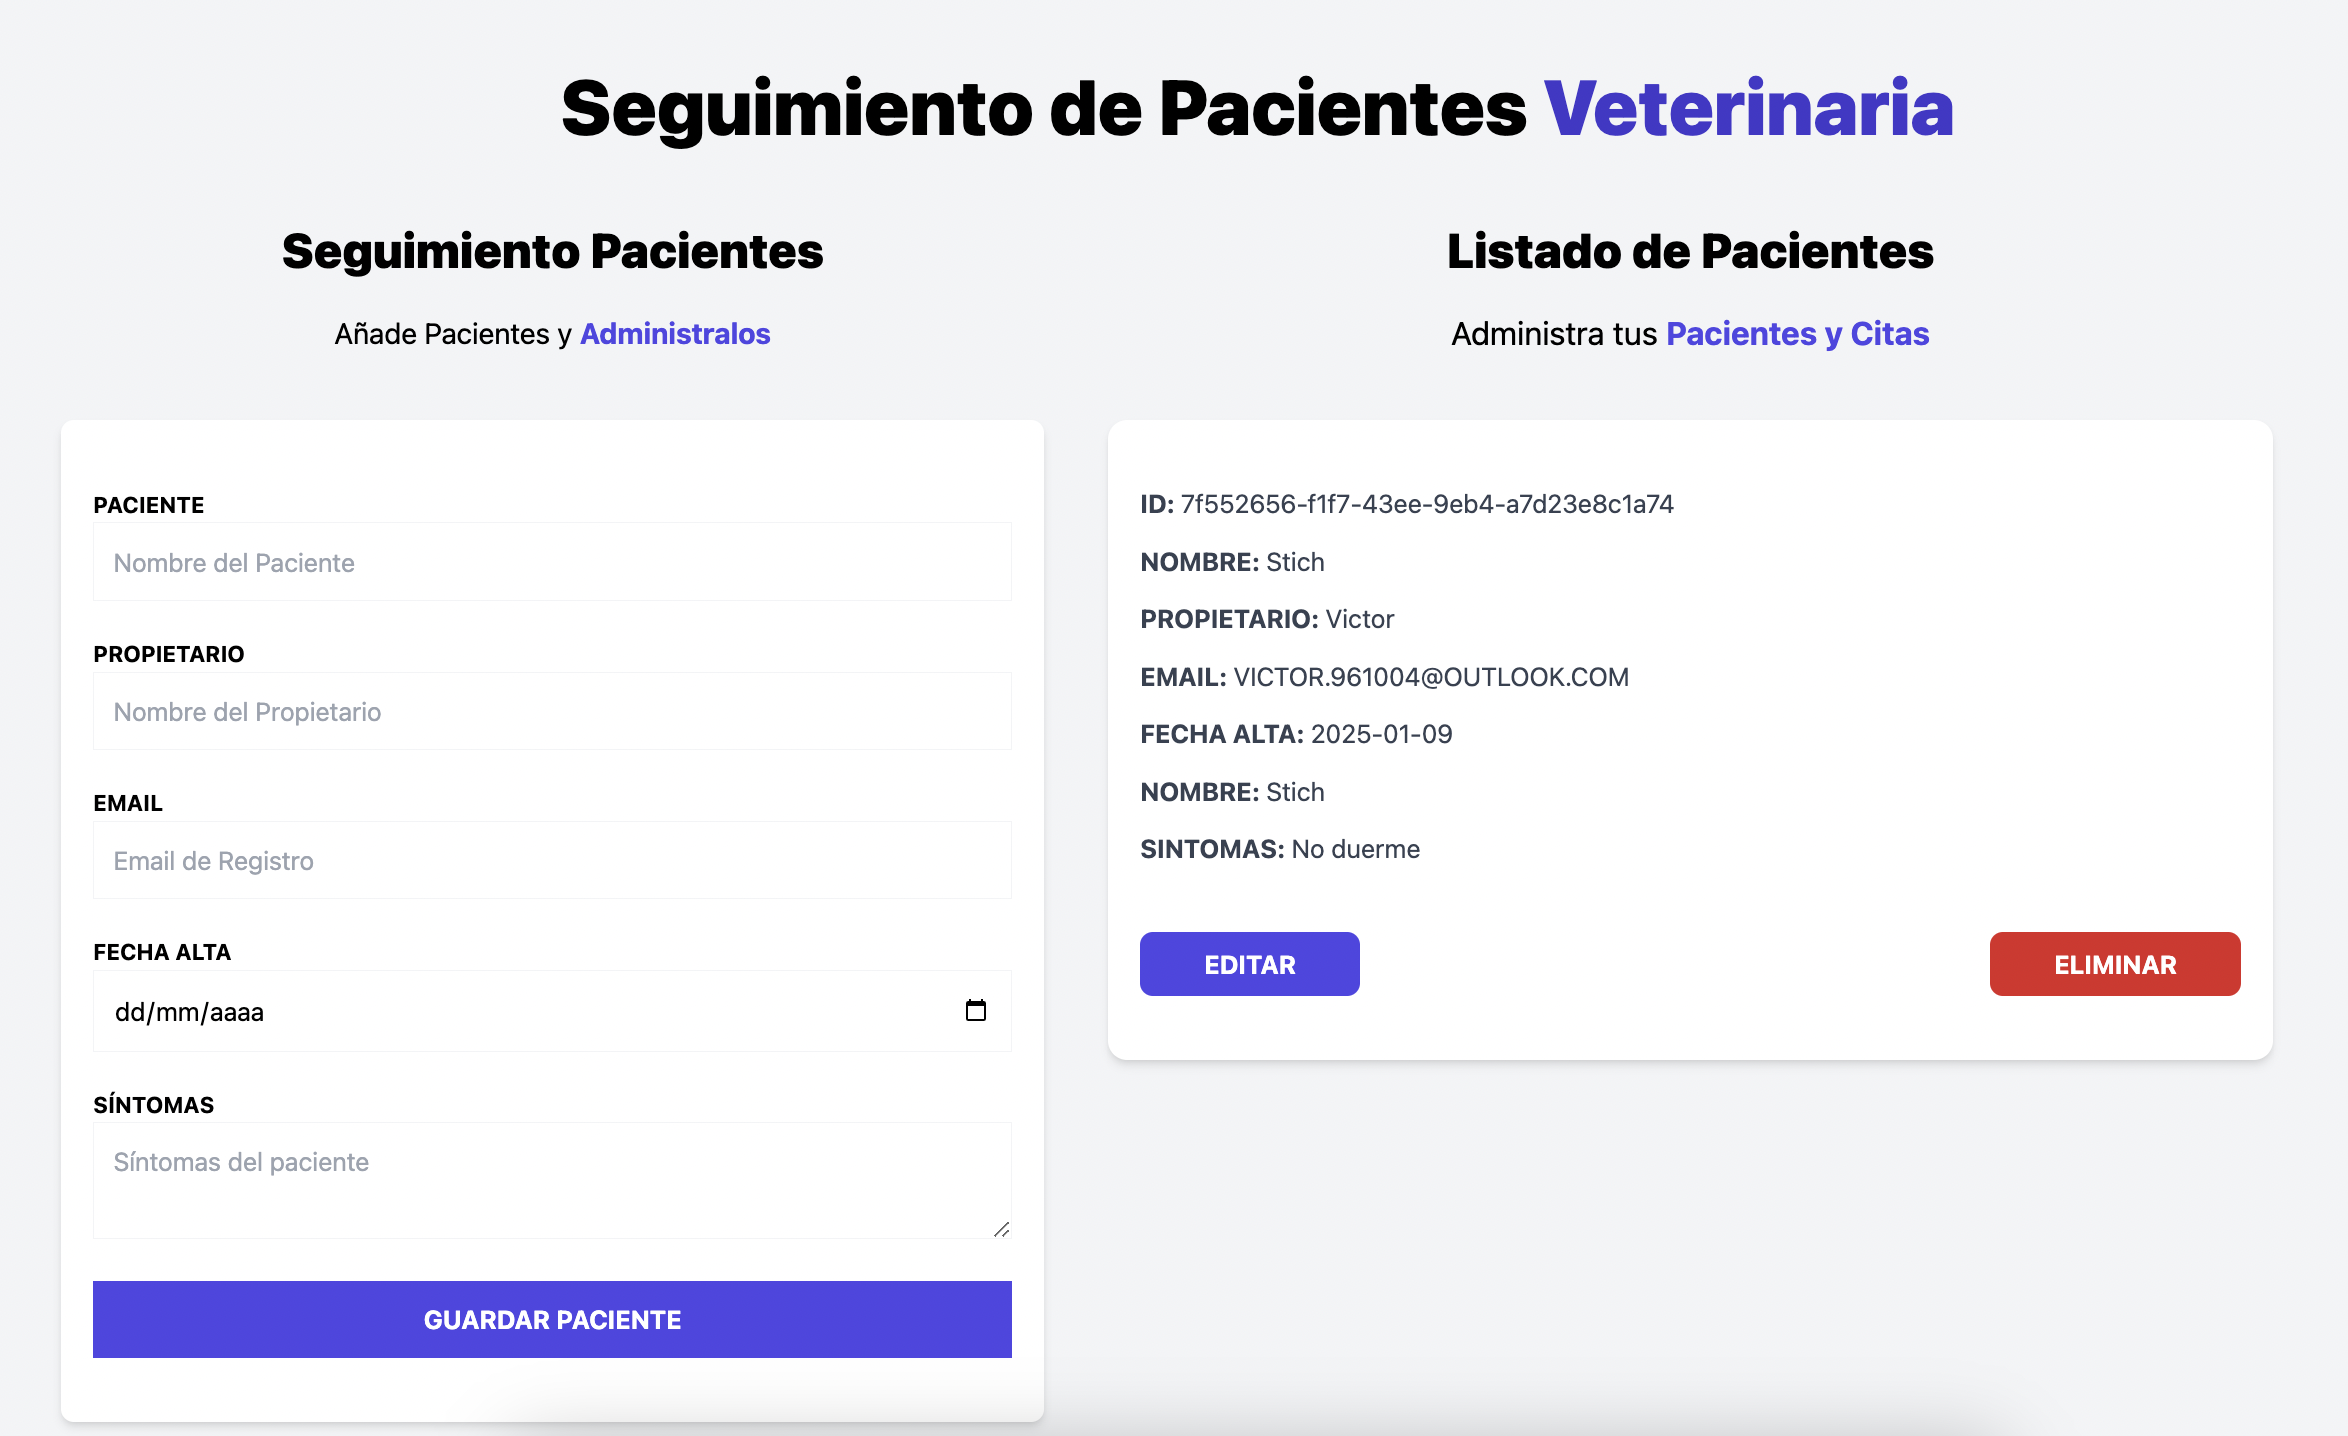 Seguimiento de Pacientes Veterinaria
Seguimiento Pacientes
Añade Pacientes y Administralos
PACIENTE
Nombre del Paciente
PROPIETARIO
Nombre del Propietario
EMAIL
Email de Registro
FECHA ALTA
dd/mm/aaaa
SÍNTOMAS
Síntomas del paciente
GUARDAR PACIENTE
Listado de Pacientes
Administra tus Pacientes y Citas
ID: 7f552656-f1f7-43ee-9eb4-a7d23e8c1a74
NOMBRE: Stich
PROPIETARIO: Victor
EMAIL: VICTOR.961004@OUTLOOK.COM
FECHA ALTA: 2025-01-09
NOMBRE: Stich
SINTOMAS: No duerme
EDITAR
ELIMINAR